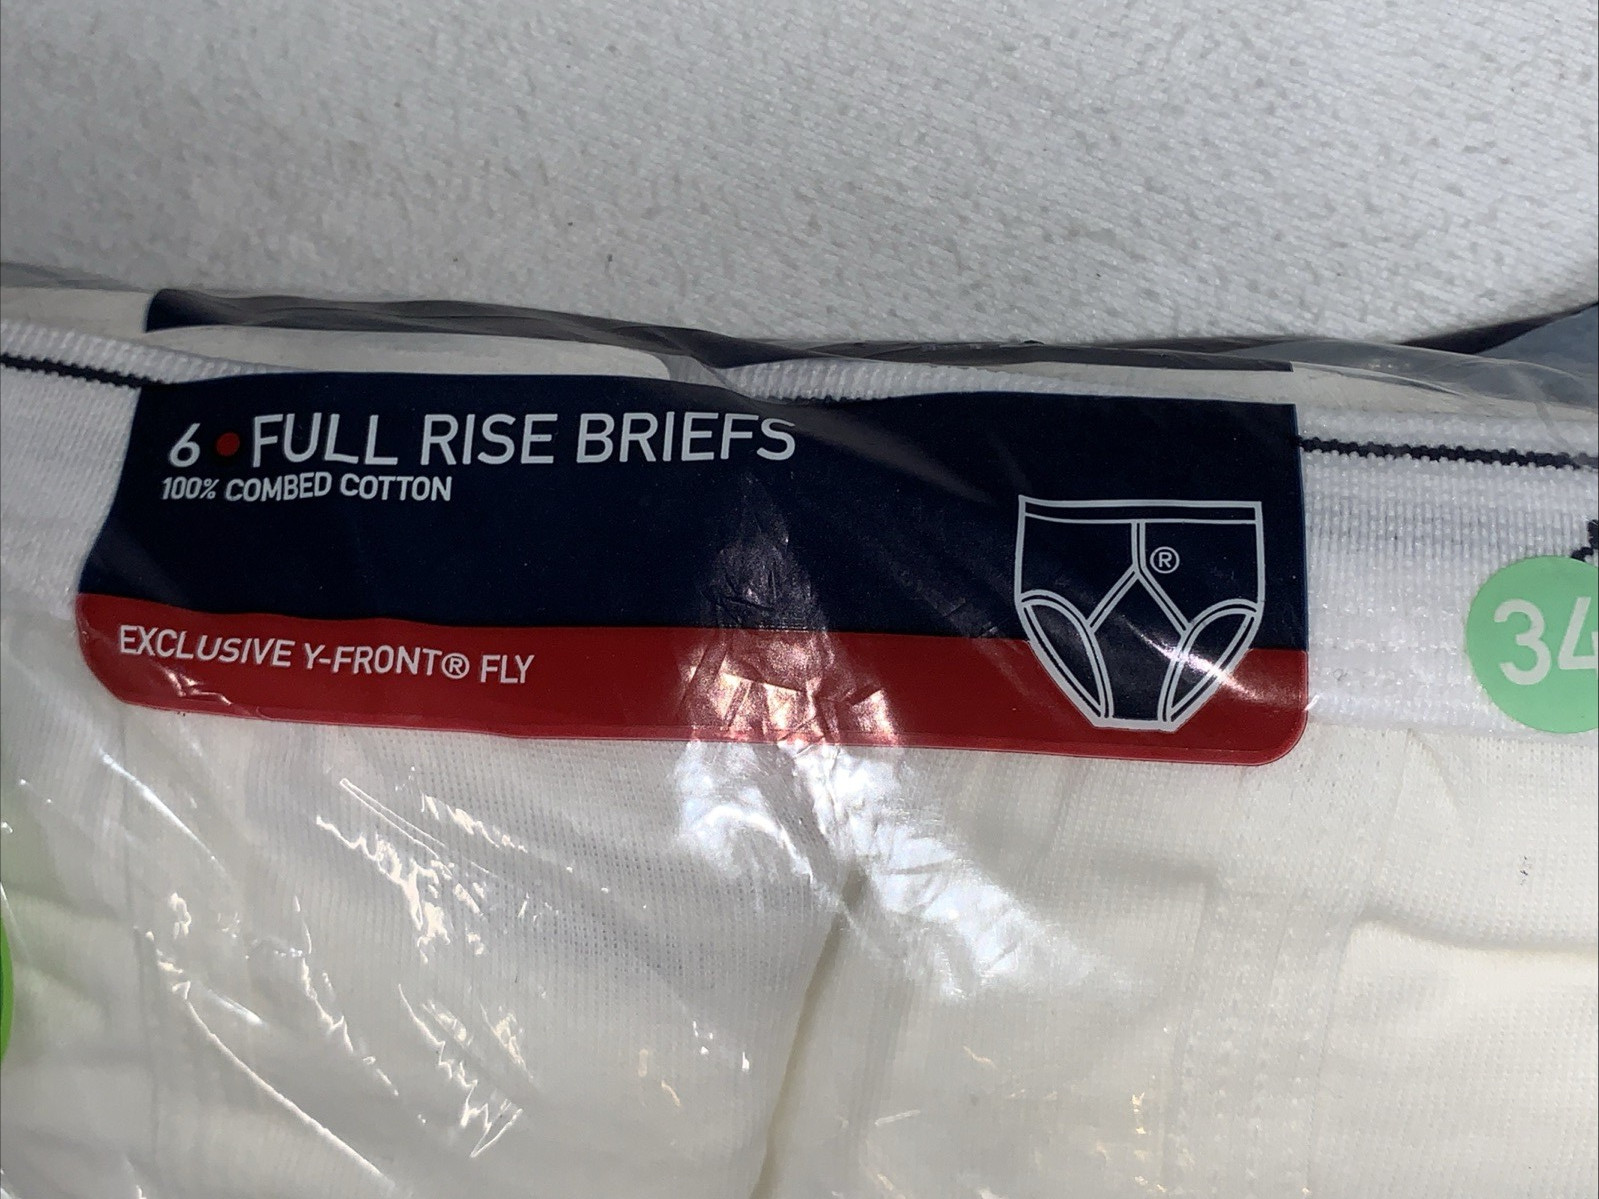 6 • FULL RISE BRIEFS
100% COMBED COTTON
®
EXCLUSIVE Y-FRONT® FLY
34